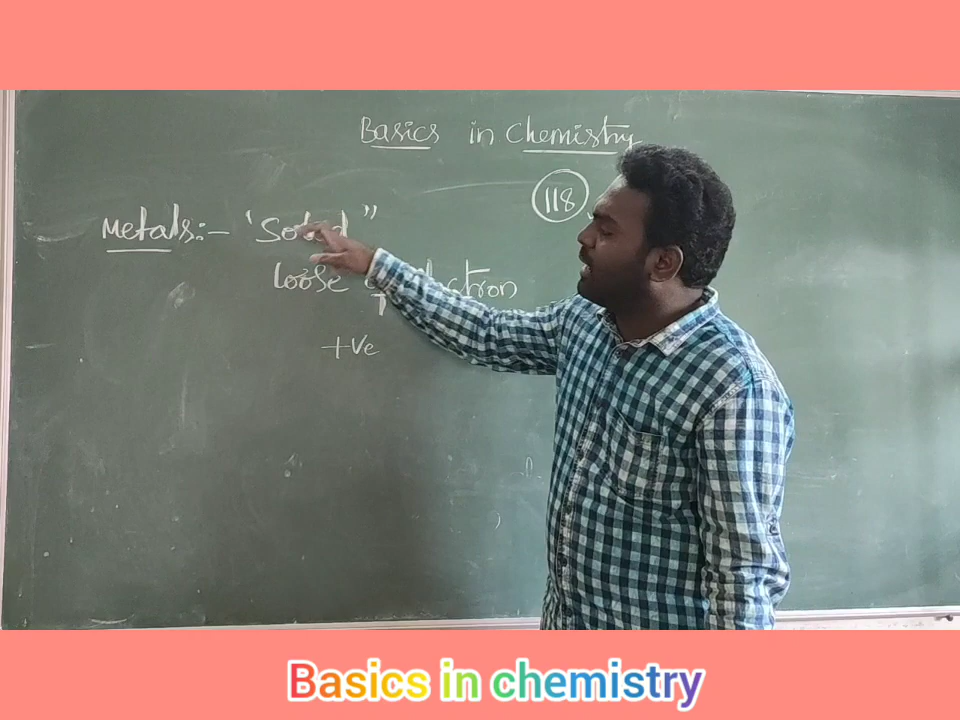 Basics in Chemistry
118
Metals:- ‘ ”
loose
+ve
Basics in chemistry